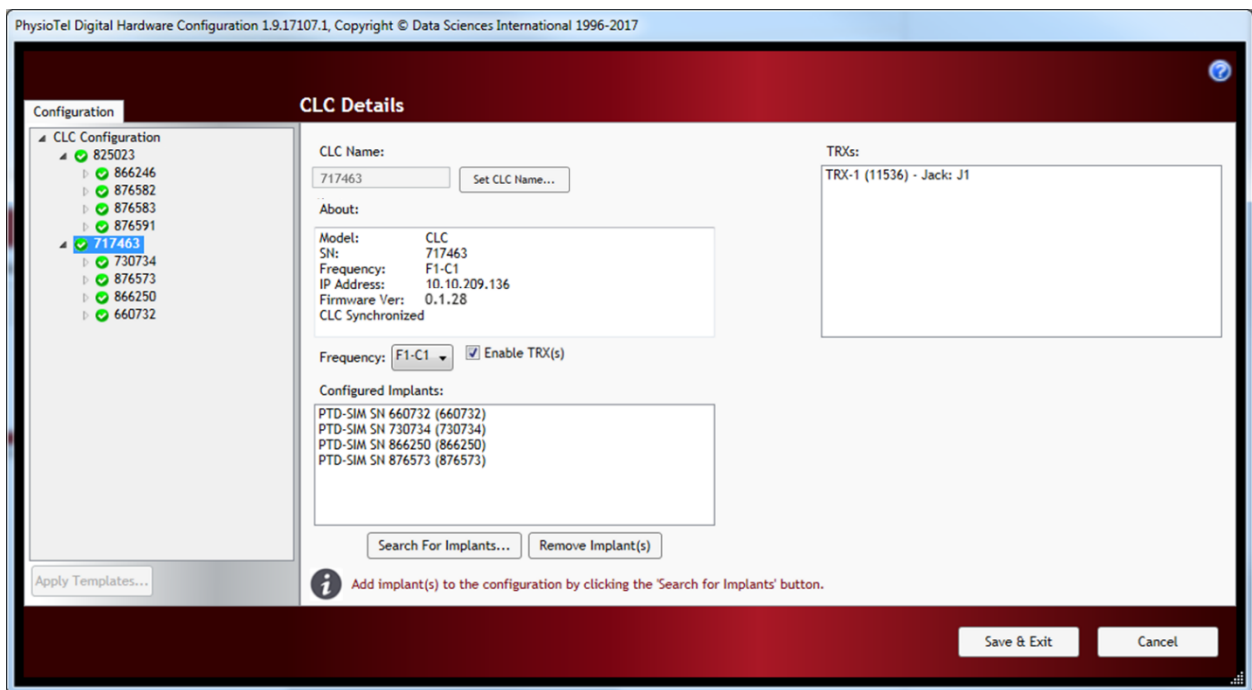 PhysioTel Digital Hardware Configuration 1.9.17107.1, Copyright © Data Sciences International 1996-2017
Configuration
CLC Details
CLC Configuration
825023
866246
876582
876583
876591
717463
730734
876573
866250
660732
Apply Templates...
CLC Name:
717463
Set CLC Name...
About:
Model: CLC
SN: 717463
Frequency: F1-C1
IP Address: 10.10.209.136
Firmware Ver: 0.1.28
CLC Synchronized
Frequency: F1-C1 Enable TRX(s)
Configured Implants:
PTD-SIM SN 660732 (660732)
PTD-SIM SN 730734 (730734)
PTD-SIM SN 866250 (866250)
PTD-SIM SN 876573 (876573)
Search For Implants... Remove Implant(s)
Add implant(s) to the configuration by clicking the 'Search for Implants' button.
TRXs:
TRX-1 (11536) - Jack: J1
Save & Exit Cancel